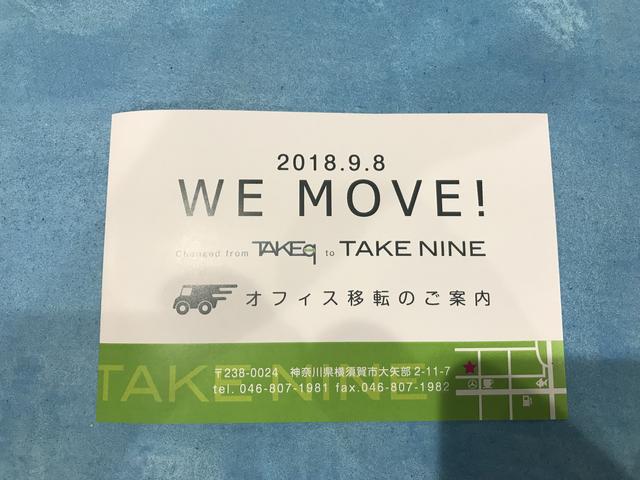 2018.9.8
WE MOVE!
Changed from TAKEq to TAKE NINE
オフィス移転のご案内
〒238-0024 神奈川県横須賀市大矢部2-11-7
tel. 046-807-1981 fax.046-807-1982
TAKE NINE